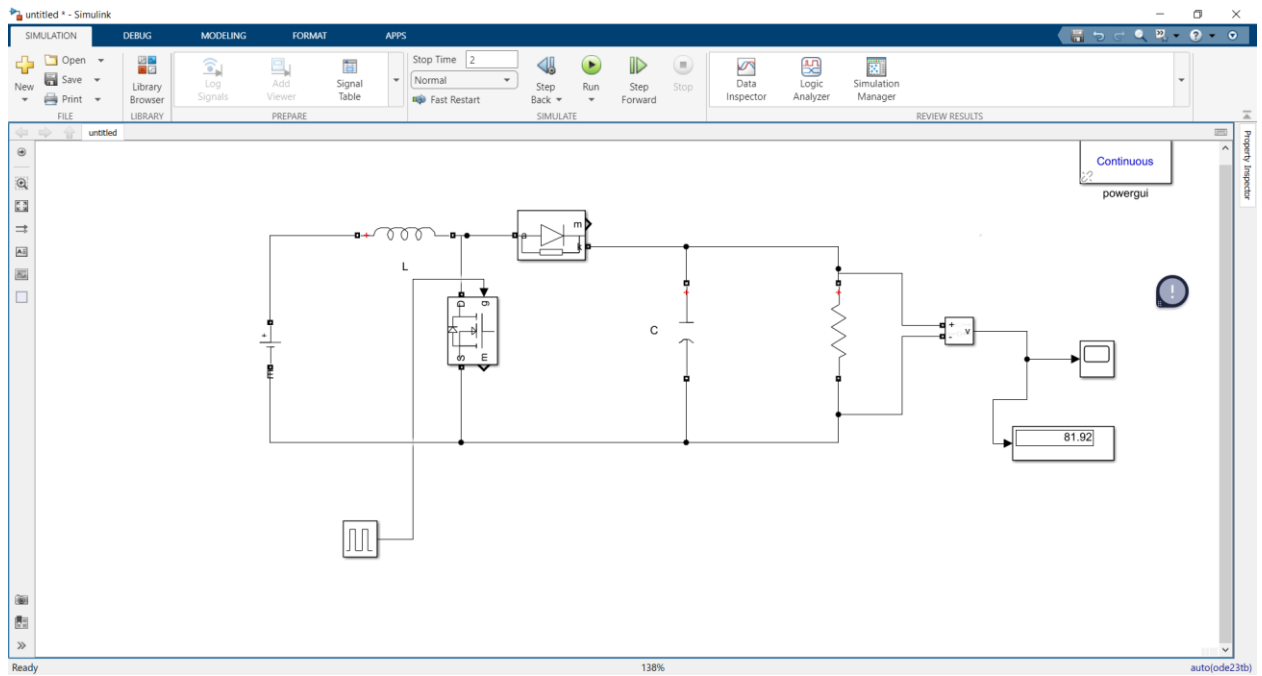 untitled * - Simulink
SIMULATION DEBUG MODELING FORMAT APPS
New
Open
Save
Print
FILE
Library
Browser
LIBRARY
Log
Signals
Add
Viewer
Signal
Table
PREPARE
Stop Time 2
Normal
Fast Restart
Step
Back
Run
Step
Forward
Stop
SIMULATE
Data
Inspector
Logic
Analyzer
Simulation
Manager
REVIEW RESULTS
untitled
Property Inspector
Continuous
powergui
a
m
k
+
L
D
g
S
m
+
+
C
+
+
-
v
81.92
Ready
138%
auto(ode23tb)